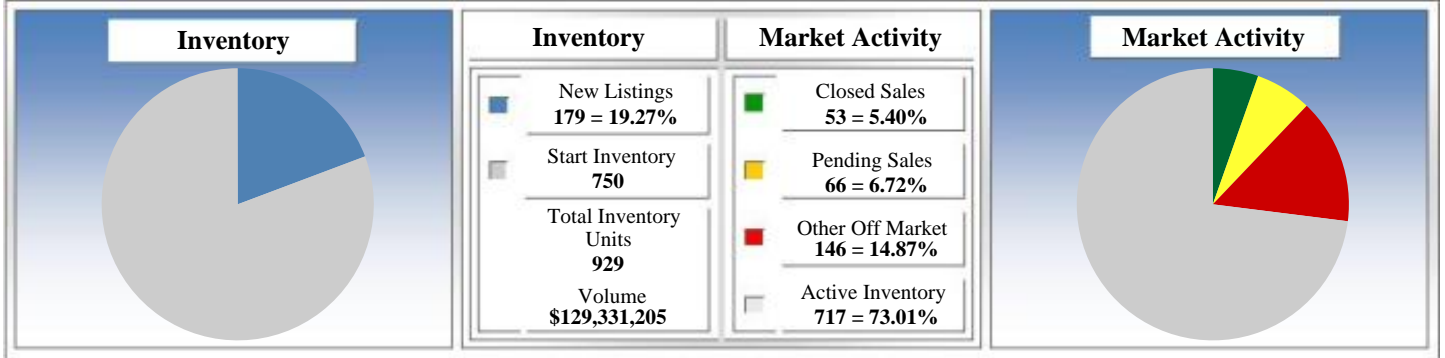 Inventory
Inventory
Market Activity
Market Activity
New Listings
179 = 19.27%
Start Inventory
750
Total Inventory
Units
929
Volume
$129,331,205
Closed Sales
53 = 5.40%
Pending Sales
66 = 6.72%
Other Off Market
146 = 14.87%
Active Inventory
717 = 73.01%